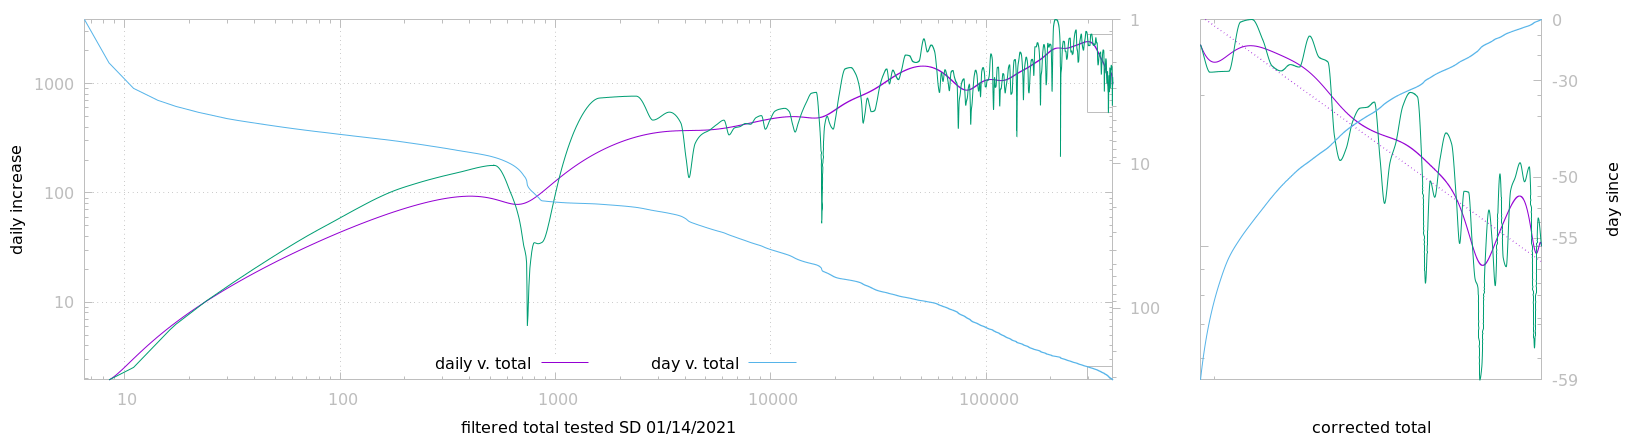 daily increase
1000
100
10
10
100
1000
10000
100000
filtered total tested SD 01/14/2021
daily v. total
day v. total
1
10
100
0
-30
-50
-55
-59
day since
corrected total